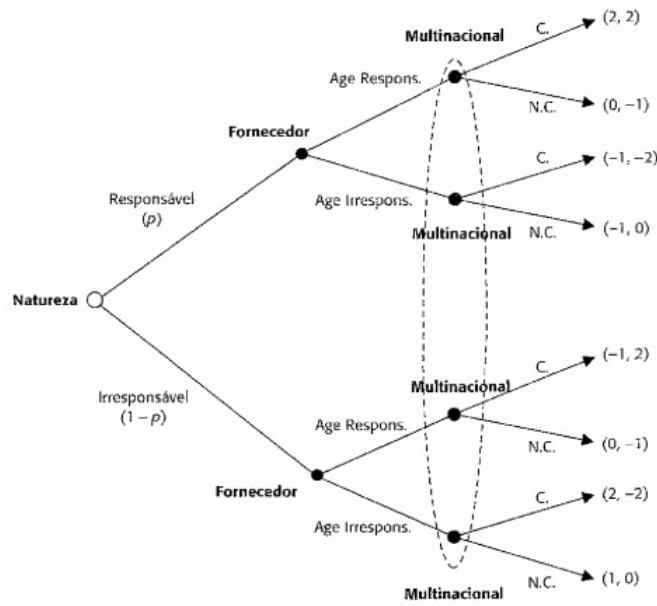 (2, 2)
C.
Multinacional
Age Respons.
N.C.
(0, −1)
Fornecedor
C.
(−1, −2)
Responsável
(p)
Age Irrespons.
Multinacional
N.C.
(−1, 0)
Natureza
(−1, 2)
C.
Irresponsável
(1 − p)
Multinacional
Age Respons.
N.C.
(0, −1)
Fornecedor
C.
(2, −2)
Age Irrespons.
N.C.
(1, 0)
Multinacional